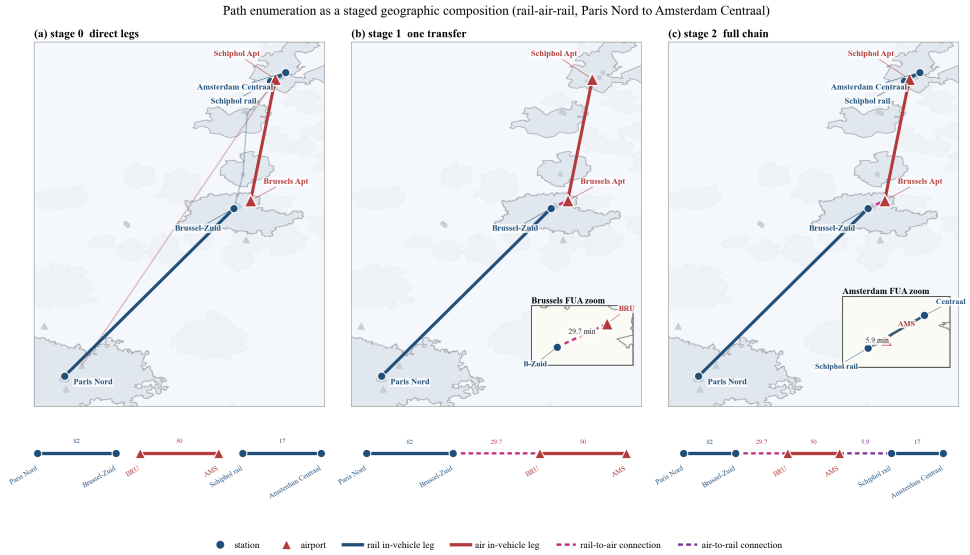 Path enumeration as a staged geographic composition (rail-air-rail, Paris Nord to Amsterdam Centraal)
(a) stage 0 direct legs
Schiphol Apt
Amsterdam Centraal
Schiphol rail
Brussels Apt
Brussel-Zuid
Paris Nord
(b) stage 1 one transfer
Schiphol Apt
Brussels Apt
Brussel-Zuid
Brussels FUA zoom
BRU
29.7 min
B-Zuid
Paris Nord
(c) stage 2 full chain
Schiphol Apt
Amsterdam Centraal
Schiphol rail
Brussels Apt
Brussel-Zuid
Amsterdam FUA zoom
Centraal
AMS
5.9 min
Schiphol rail
Paris Nord
82 50 17
Paris Nord Brussel-Zuid BRU AMS Schiphol rail Amsterdam Centraal
82 29.7 50
Paris Nord Brussel-Zuid BRU AMS
82 29.7 50 5.9 17
Paris Nord Brussel-Zuid BRU AMS Schiphol rail Amsterdam Centraal
station airport rail in-vehicle leg air in-vehicle leg rail-to-air connection air-to-rail connection